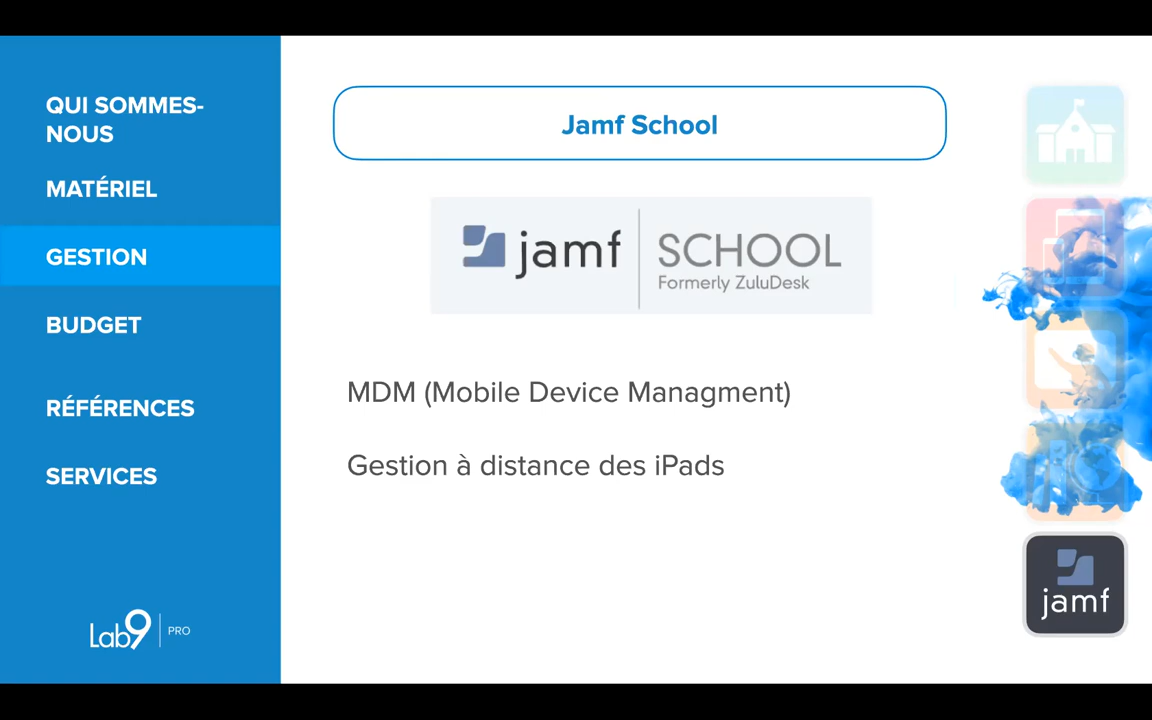 QUI SOMMES-
NOUS
MATÉRIEL
GESTION
BUDGET
RÉFÉRENCES
SERVICES
Lab9 PRO
Jamf School
jamf SCHOOL
Formerly ZuluDesk
MDM (Mobile Device Managment)
Gestion à distance des iPads
jamf